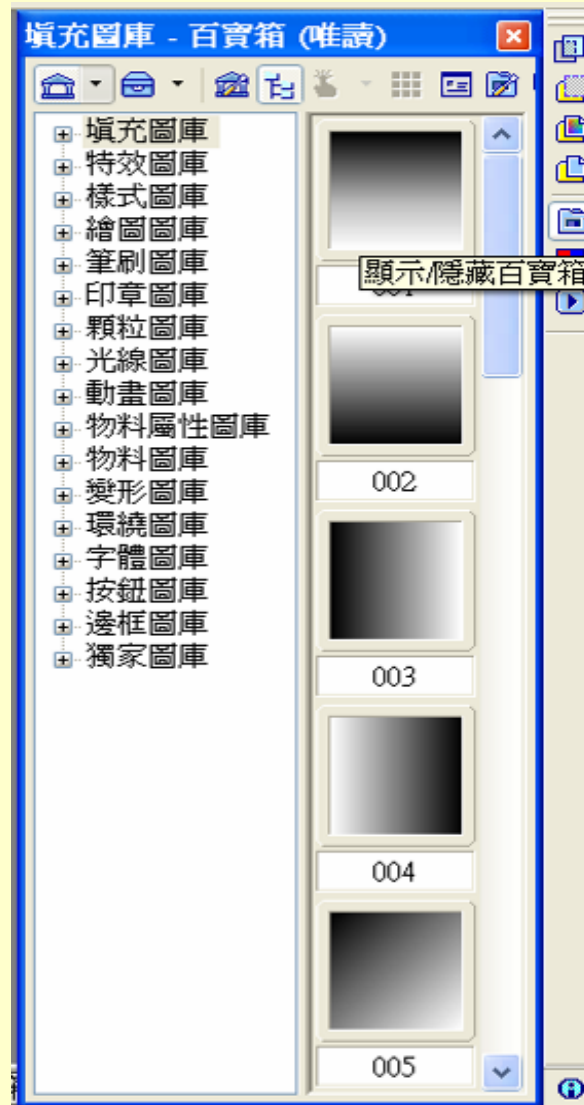 填充圖庫 - 百寶箱 (唯讀)
填充圖庫
特效圖庫
樣式圖庫
繪圖圖庫
筆刷圖庫
印章圖庫
顆粒圖庫
光線圖庫
動畫圖庫
物料屬性圖庫
物料圖庫
變形圖庫
環繞圖庫
字體圖庫
按鈕圖庫
邊框圖庫
獨家圖庫
顯示/隱藏百寶箱
002
003
004
005